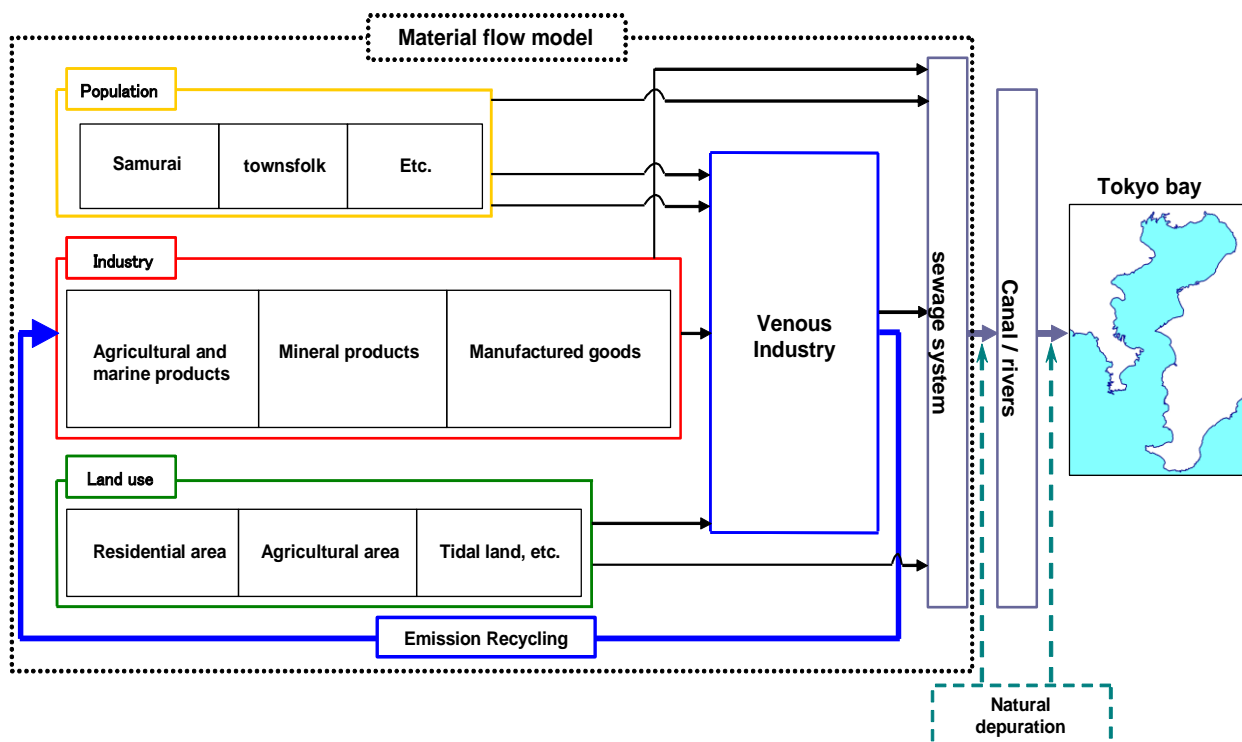 Material flow model
Population
Samurai
townsfolk
Etc.
Industry
Agricultural and
marine products
Mineral products
Manufactured goods
Land use
Residential area
Agricultural area
Tidal land, etc.
Emission Recycling
Venous
Industry
sewage system
Canal / rivers
Tokyo bay
Natural
depuration